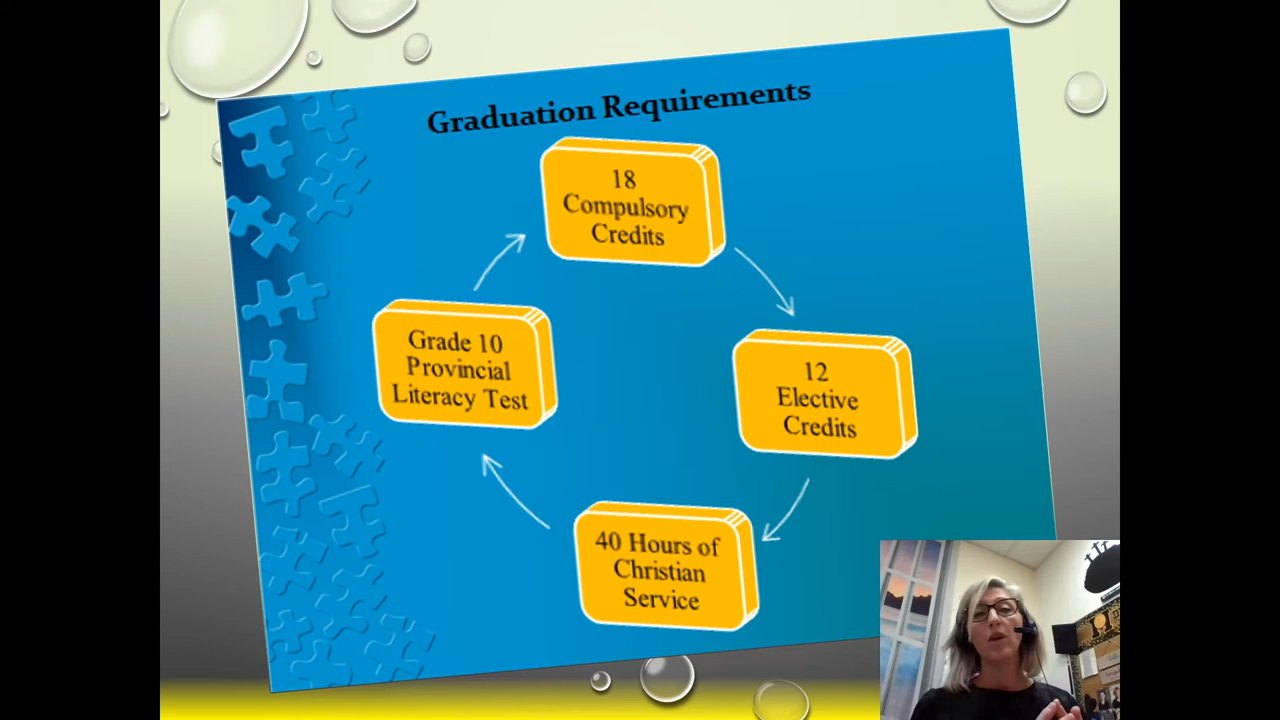 Graduation Requirements
18
Compulsory
Credits
12
Elective
Credits
40 Hours of
Christian
Service
Grade 10
Provincial
Literacy Test